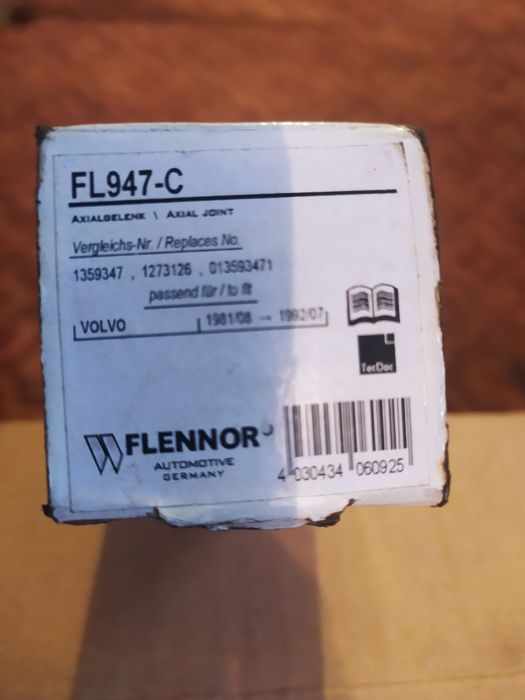 FL947-C
AXIALGELENK \ AXIAL JOINT
Vergleichs-Nr. / Replaces No.
1359347 , 1273126 , 013593471
passend für / to fit
VOLVO 1981/08 → 1992/07
TecDoc
FLENNOR
AUTOMOTIVE
GERMANY
4 030434 060925